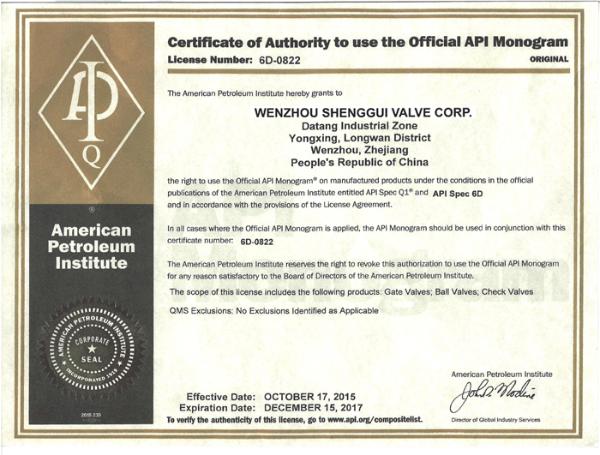 Certificate of Authority to use the Official API Monogram
License Number: 6D-0822
ORIGINAL
The American Petroleum Institute hereby grants to
WENZHOU SHENGGUI VALVE CORP.
Datang Industrial Zone
Yongxing, Longwan District
Wenzhou, Zhejiang
People's Republic of China
the right to use the Official API Monogram® on manufactured products under the conditions in the official
publications of the American Petroleum Institute entitled API Spec Q1® and API Spec 6D
and in accordance with the provisions of the License Agreement.
In all cases where the Official API Monogram is applied, the API Monogram should be used in conjunction with this
certificate number: 6D-0822
The American Petroleum Institute reserves the right to revoke this authorization to use the Official API Monogram
for any reason satisfactory to the Board of Directors of the American Petroleum Institute.
The scope of this license includes the following products: Gate Valves; Ball Valves; Check Valves
QMS Exclusions: No Exclusions Identified as Applicable
American Petroleum Institute
Effective Date: OCTOBER 17, 2015
Expiration Date: DECEMBER 15, 2017
To verify the authenticity of this license, go to www.api.org/compositelist.
Director of Global Industry Services
API
Q
®
American
Petroleum
Institute
AMERICAN PETROLEUM INSTITUTE
CORPORATE
SEAL
INCORPORATED 1919